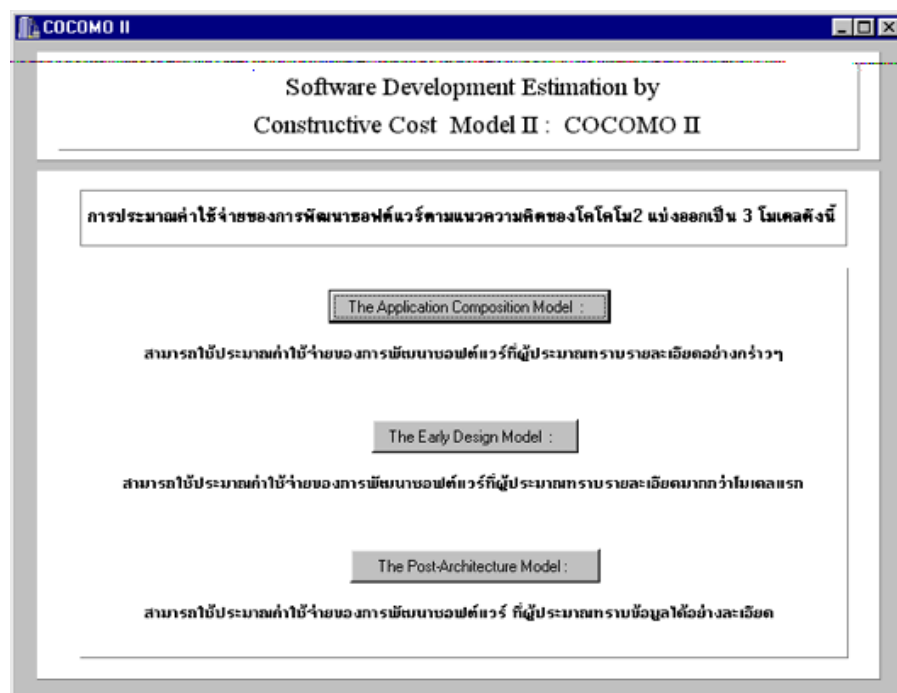 COCOMO II
Software Development Estimation by
Constructive Cost Model II : COCOMO II
การประมาณค่าใช้จ่ายของการพัฒนาซอฟต์แวร์ตามแนวความคิดของโคโคโม2 แบ่งออกเป็น 3 โมเดลดังนี้
The Application Composition Model :
สามารถใช้ประมาณค่าใช้จ่ายของการพัฒนาซอฟต์แวร์ที่ผู้ประมาณทราบรายละเอียดอย่างคร่าวๆ
The Early Design Model :
สามารถใช้ประมาณค่าใช้จ่ายของการพัฒนาซอฟต์แวร์ที่ผู้ประมาณทราบรายละเอียดมากกว่าโมเดลแรก
The Post-Architecture Model :
สามารถใช้ประมาณค่าใช้จ่ายของการพัฒนาซอฟต์แวร์ ที่ผู้ประมาณทราบข้อมูลได้อย่างละเอียด